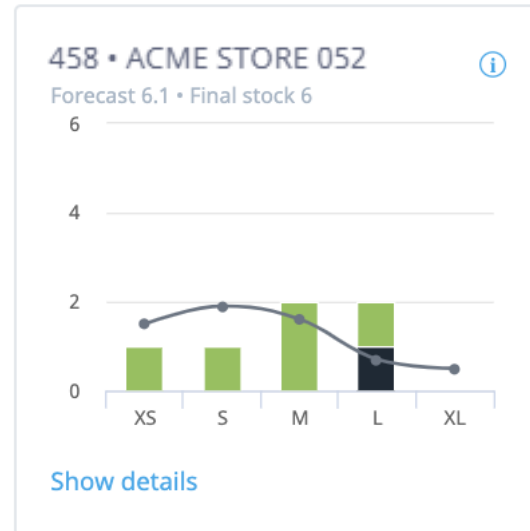 458 • ACME STORE 052
Forecast 6.1 • Final stock 6
6
4
2
0
XS S M L XL
Show details